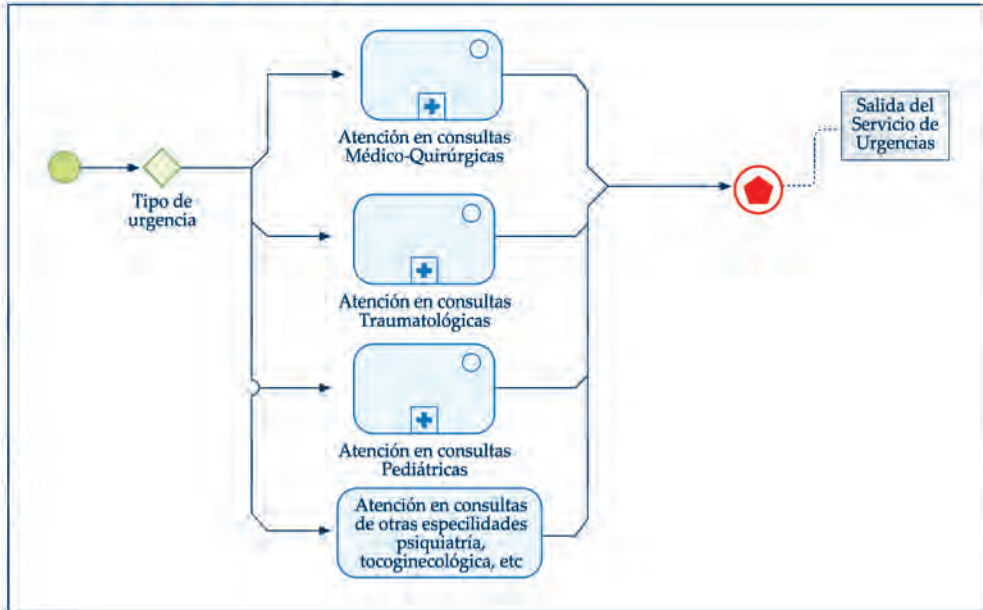 Atención en consultas
Médico-Quirúrgicas
Salida del
Servicio de
Urgencias
Tipo de
urgencia
Atención en consultas
Traumatológicas
Atención en consultas
Pediátricas
Atención en consultas
de otras especilidades
psiquiatría,
tocoginecológica, etc